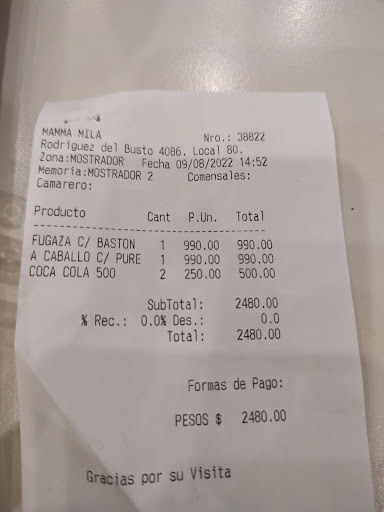 MAMMA MILA Nro.: 38822
Rodriguez del Busto 4086, Local 80.
Zona:MOSTRADOR Fecha 09/08/2022 14:52
Memoria:MOSTRADOR 2 Comensales:
Camarero:
Producto Cant P.Un. Total
FUGAZA C/ BASTON 1 990.00 990.00
A CABALLO C/ PURE 1 990.00 990.00
COCA COLA 500 2 250.00 500.00
SubTotal: 2480.00
% Rec.: 0.0% Des.: 0.0
Total: 2480.00
Formas de Pago:
PESOS $ 2480.00
Gracias por su Visita